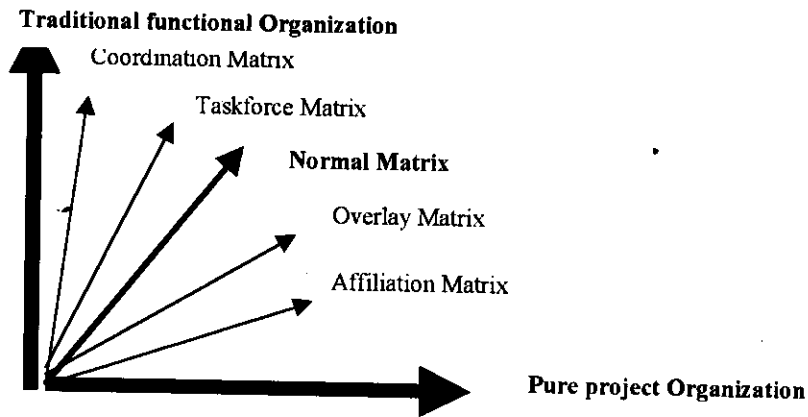 Traditional functional Organization
Coordination Matrix
Taskforce Matrix
Normal Matrix
Overlay Matrix
Affiliation Matrix
Pure project Organization